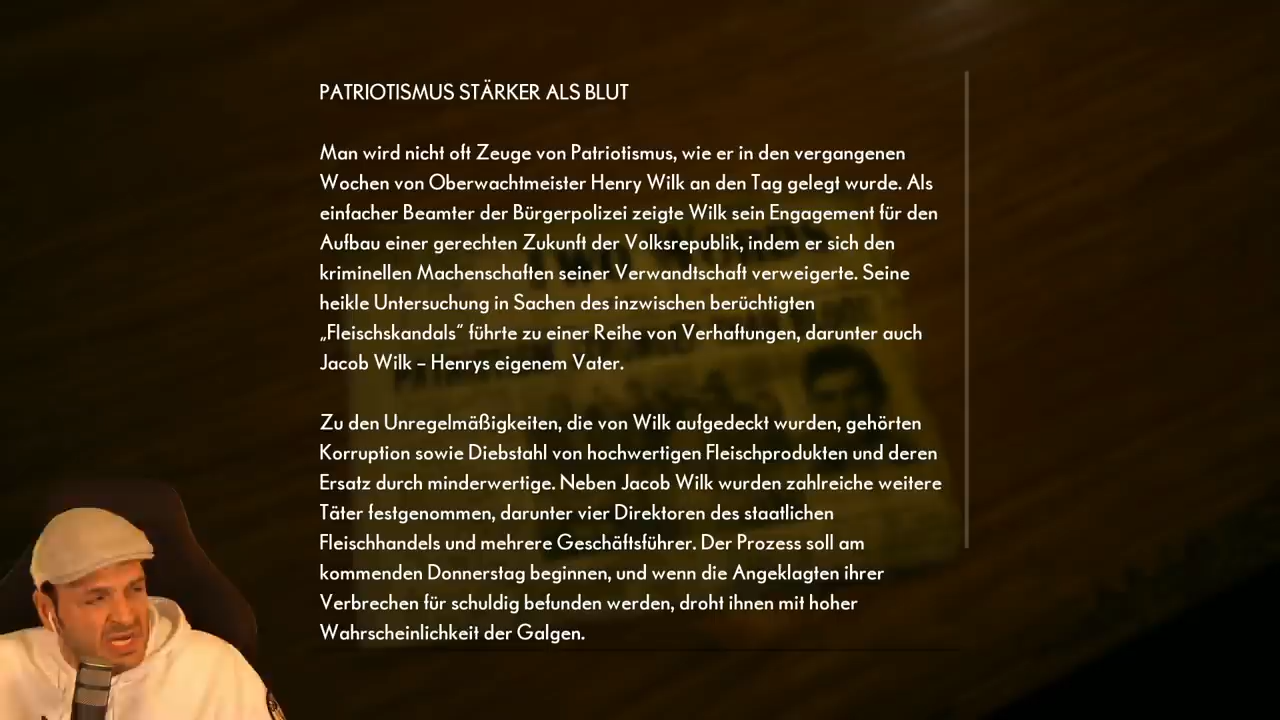 PATRIOTISMUS STÄRKER ALS BLUT
Man wird nicht oft Zeuge von Patriotismus, wie er in den vergangenen
Wochen von Oberwachtmeister Henry Wilk an den Tag gelegt wurde. Als
einfacher Beamter der Bürgerpolizei zeigte Wilk sein Engagement für den
Aufbau einer gerechten Zukunft der Volksrepublik, indem er sich den
kriminellen Machenschaften seiner Verwandtschaft verweigerte. Seine
heikle Untersuchung in Sachen des inzwischen berüchtigten
„Fleischskandals“ führte zu einer Reihe von Verhaftungen, darunter auch
Jacob Wilk – Henrys eigenem Vater.
Zu den Unregelmäßigkeiten, die von Wilk aufgedeckt wurden, gehörten
Korruption sowie Diebstahl von hochwertigen Fleischprodukten und deren
Ersatz durch minderwertige. Neben Jacob Wilk wurden zahlreiche weitere
Täter festgenommen, darunter vier Direktoren des staatlichen
Fleischhandels und mehrere Geschäftsführer. Der Prozess soll am
kommenden Donnerstag beginnen, und wenn die Angeklagten ihrer
Verbrechen für schuldig befunden werden, droht ihnen mit hoher
Wahrscheinlichkeit der Galgen.